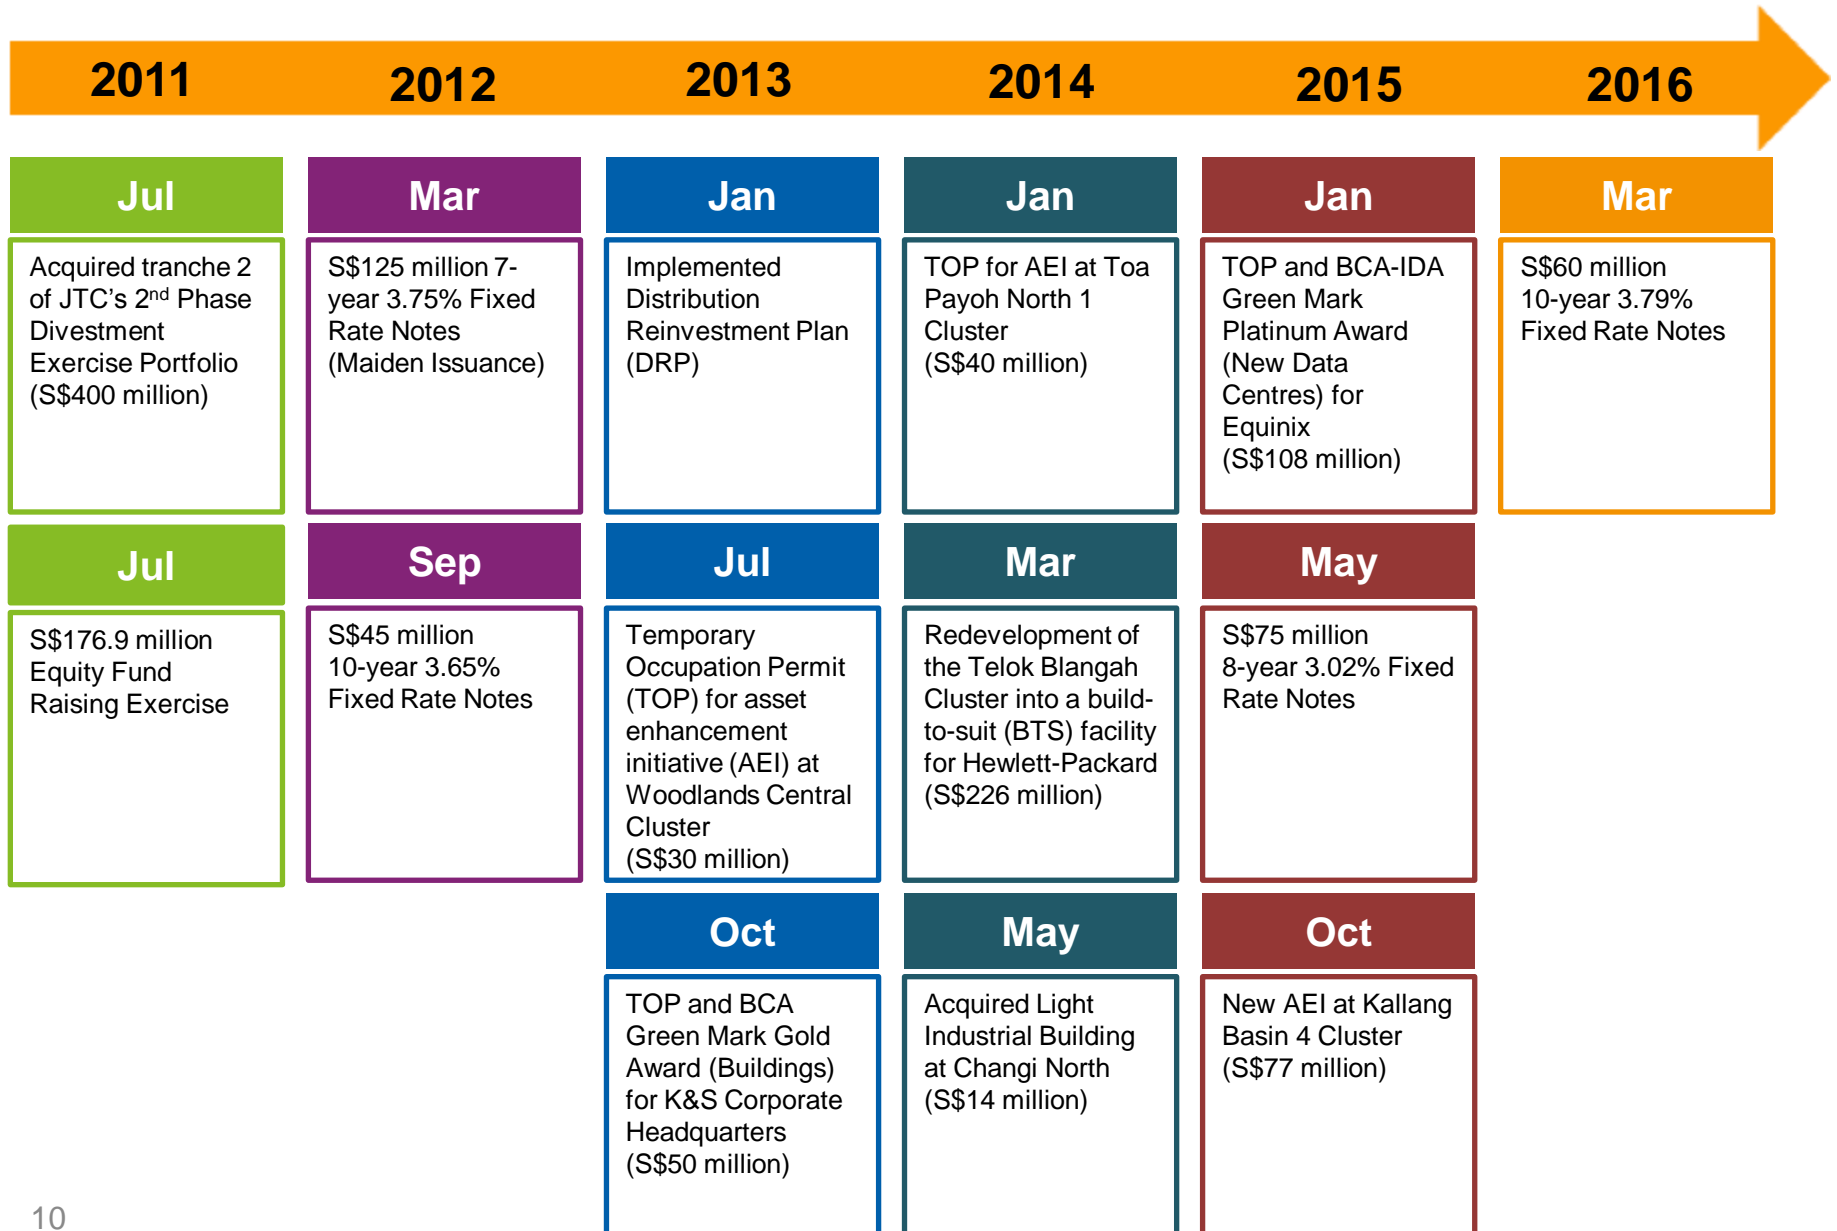 2011
2012
2013
2014
2015
2016
Jul
Acquired tranche 2
of JTC’s 2nd Phase
Divestment
Exercise Portfolio
(S$400 million)
Jul
S$176.9 million
Equity Fund
Raising Exercise
Mar
S$125 million 7-
year 3.75% Fixed
Rate Notes
(Maiden Issuance)
Sep
S$45 million
10-year 3.65%
Fixed Rate Notes
Jan
Implemented
Distribution
Reinvestment Plan
(DRP)
Jul
Temporary
Occupation Permit
(TOP) for asset
enhancement
initiative (AEI) at
Woodlands Central
Cluster
(S$30 million)
Oct
TOP and BCA
Green Mark Gold
Award (Buildings)
for K&S Corporate
Headquarters
(S$50 million)
Jan
TOP for AEI at Toa
Payoh North 1
Cluster
(S$40 million)
Mar
Redevelopment of
the Telok Blangah
Cluster into a build-
to-suit (BTS) facility
for Hewlett-Packard
(S$226 million)
May
Acquired Light
Industrial Building
at Changi North
(S$14 million)
Jan
TOP and BCA-IDA
Green Mark
Platinum Award
(New Data
Centres) for
Equinix
(S$108 million)
May
S$75 million
8-year 3.02% Fixed
Rate Notes
Oct
New AEI at Kallang
Basin 4 Cluster
(S$77 million)
Mar
S$60 million
10-year 3.79%
Fixed Rate Notes
10